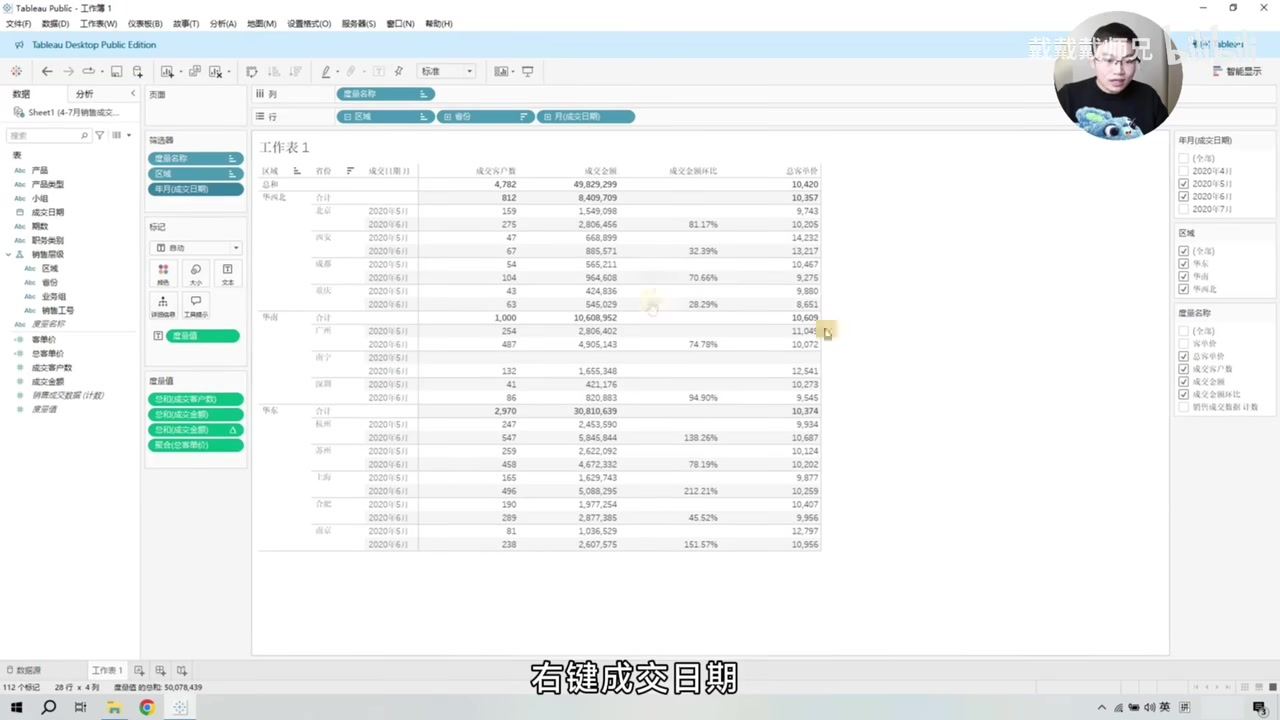 Tableau Public - 工作簿 1
文件(F) 数据(D) 工作表(W) 仪表板(B) 故事(T) 分析(A) 地图(M) 设置格式(O) 服务器(S) 窗口(N) 帮助(H)
Tableau Desktop Public Edition
戴戴戴师兄
标准
智能显示
数据 分析
Sheet1 (4-7月销售成交...
搜索
表
Abc 产品
Abc 产品类型
Abc 小组
成交日期
Abc 期数
Abc 职务类别
销售层级
Abc 区域
Abc 省份
Abc 业务组
Abc 销售工号
Abc 度量名称
客单价
总客单价
成交客户数
成交金额
销售成交数据 (计数)
度量值
页面
筛选器
度量名称
区域
年月(成交日期)
标记
自动
颜色 大小 文本
详细信息 工具提示
度量值
度量值
总和(成交客户数)
总和(成交金额)
总和(成交金额) Δ
聚合(总客单价)
列 度量名称
行 区域 省份 月(成交日期)
工作表 1
区域 省份 成交日期 月 成交客户数 成交金额 成交金额环比 总客单价
总和 4,782 49,829,299 10,420
华西北 合计 812 8,409,709 10,357
北京 2020年5月 159 1,549,098 9,743
2020年6月 275 2,806,456 81.17% 10,205
西安 2020年5月 47 668,899 14,232
2020年6月 67 885,571 32.39% 13,217
成都 2020年5月 54 565,211 10,467
2020年6月 104 964,608 70.66% 9,275
重庆 2020年5月 43 424,836 9,880
2020年6月 63 545,029 28.29% 8,651
华南 合计 1,000 10,608,952 10,609
广州 2020年5月 254 2,806,402 11,049
2020年6月 487 4,905,143 74.78% 10,072
南宁 2020年5月
2020年6月 132 1,655,348 12,541
深圳 2020年5月 41 421,176 10,273
2020年6月 86 820,883 94.90% 9,545
华东 合计 2,970 30,810,639 10,374
杭州 2020年5月 247 2,453,590 9,934
2020年6月 547 5,845,844 138.26% 10,687
苏州 2020年5月 259 2,622,092 10,124
2020年6月 458 4,672,332 78.19% 10,202
上海 2020年5月 165 1,629,743 9,877
2020年6月 496 5,088,295 212.21% 10,259
合肥 2020年5月 190 1,977,254 10,407
2020年6月 289 2,877,385 45.52% 9,956
南京 2020年5月 81 1,036,529 12,797
2020年6月 238 2,607,575 151.57% 10,956
年月(成交日期)
(全部)
2020年4月
2020年5月
2020年6月
2020年7月
区域
(全部)
华东
华南
华西北
度量名称
(全部)
客单价
总客单价
成交客户数
成交金额
成交金额环比
销售成交数据 计数
数据源 工作表 1
右键成交日期
112 个标记 28 行 x 4 列 度量值 的总和: 50,078,439
英 拼